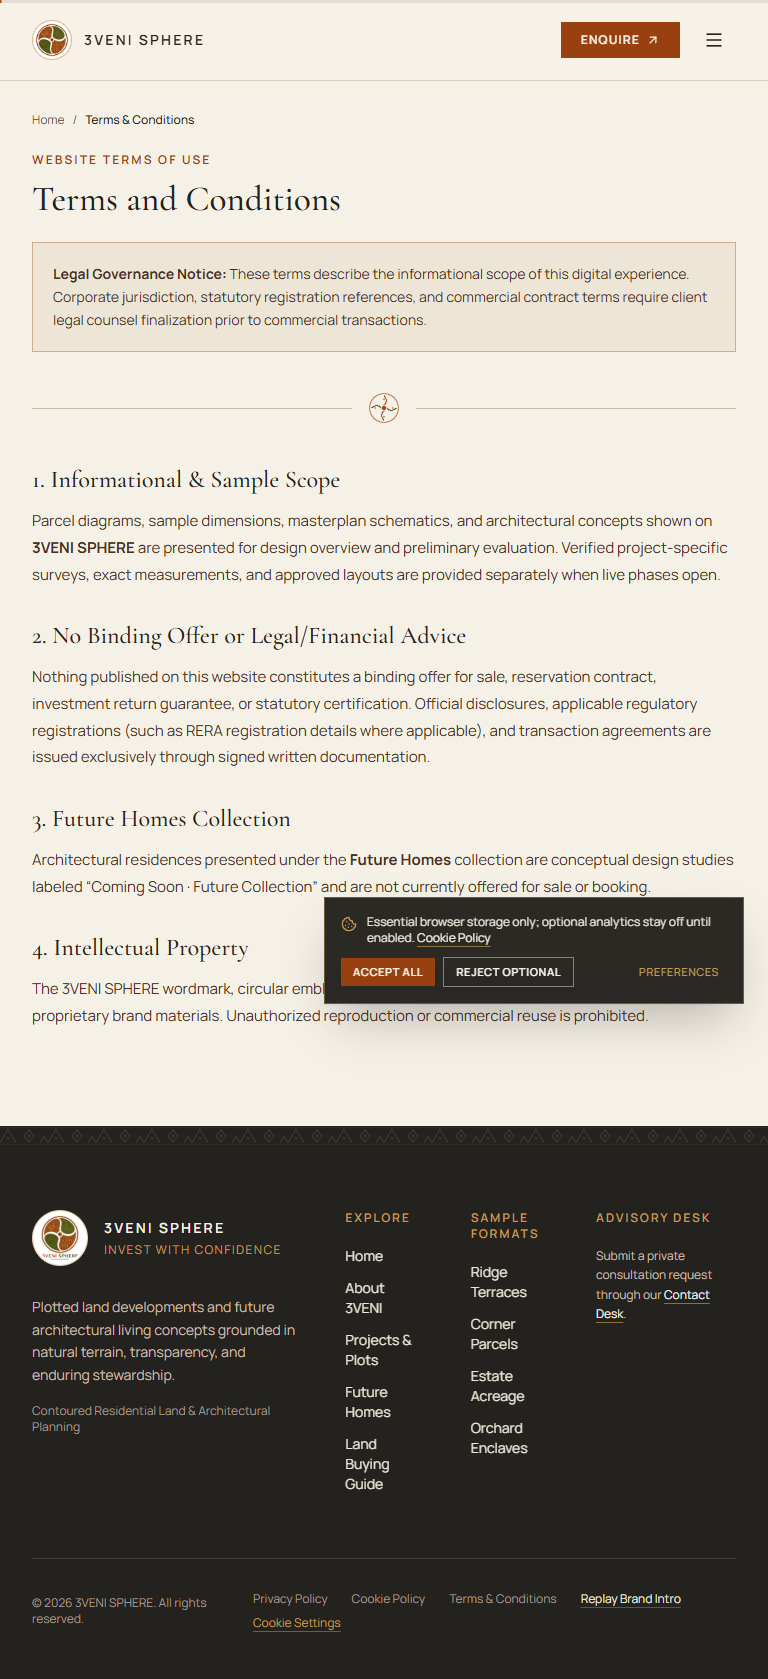 3VENI SPHERE
ENQUIRE
Home / Terms & Conditions
WEBSITE TERMS OF USE
Terms and Conditions
Legal Governance Notice: These terms describe the informational scope of this digital experience.
Corporate jurisdiction, statutory registration references, and commercial contract terms require client
legal counsel finalization prior to commercial transactions.
1. Informational & Sample Scope
Parcel diagrams, sample dimensions, masterplan schematics, and architectural concepts shown on
3VENI SPHERE are presented for design overview and preliminary evaluation. Verified project-specific
surveys, exact measurements, and approved layouts are provided separately when live phases open.
2. No Binding Offer or Legal/Financial Advice
Nothing published on this website constitutes a binding offer for sale, reservation contract,
investment return guarantee, or statutory certification. Official disclosures, applicable regulatory
registrations (such as RERA registration details where applicable), and transaction agreements are
issued exclusively through signed written documentation.
3. Future Homes Collection
Architectural residences presented under the Future Homes collection are conceptual design studies
labeled “Coming Soon · Future Collection” and are not currently offered for sale or booking.
Essential browser storage only; optional analytics stay off until
enabled. Cookie Policy
ACCEPT ALL
REJECT OPTIONAL
PREFERENCES
4. Intellectual Property
The 3VENI SPHERE wordmark, circular
proprietary brand materials. Unauthorized reproduction or commercial reuse is prohibited.
3VENI SPHERE
3VENI SPHERE
INVEST WITH CONFIDENCE
Plotted land developments and future
architectural living concepts grounded in
natural terrain, transparency, and
enduring stewardship.
Contoured Residential Land & Architectural
Planning
EXPLORE
Home
About
3VENI
Projects &
Plots
Future
Homes
Land
Buying
Guide
SAMPLE
FORMATS
Ridge
Terraces
Corner
Parcels
Estate
Acreage
Orchard
Enclaves
ADVISORY DESK
Submit a private
consultation request
through our Contact
Desk.
© 2026 3VENI SPHERE. All rights
reserved.
Privacy Policy
Cookie Policy
Terms & Conditions
Replay Brand Intro
Cookie Settings